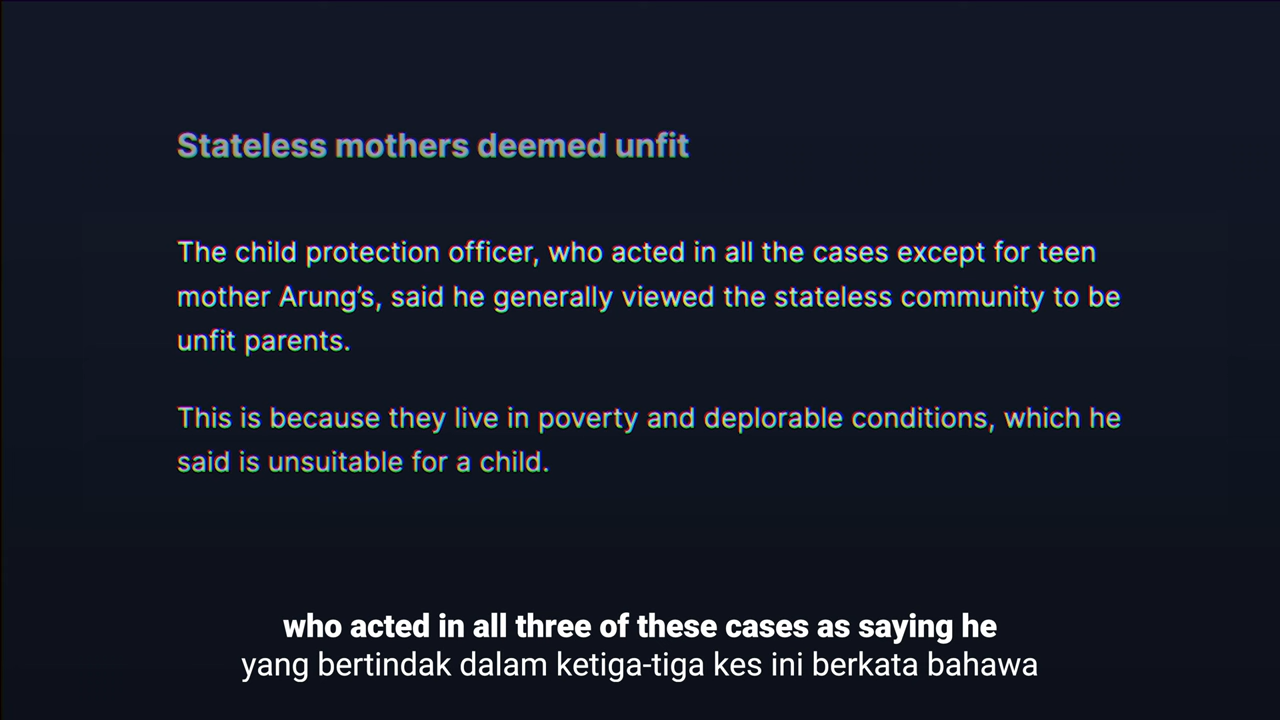 Stateless mothers deemed unfit
The child protection officer, who acted in all the cases except for teen
mother Arung’s, said he generally viewed the stateless community to be
unfit parents.
This is because they live in poverty and deplorable conditions, which he
said is unsuitable for a child.
who acted in all three of these cases as saying he
yang bertindak dalam ketiga-tiga kes ini berkata bahawa